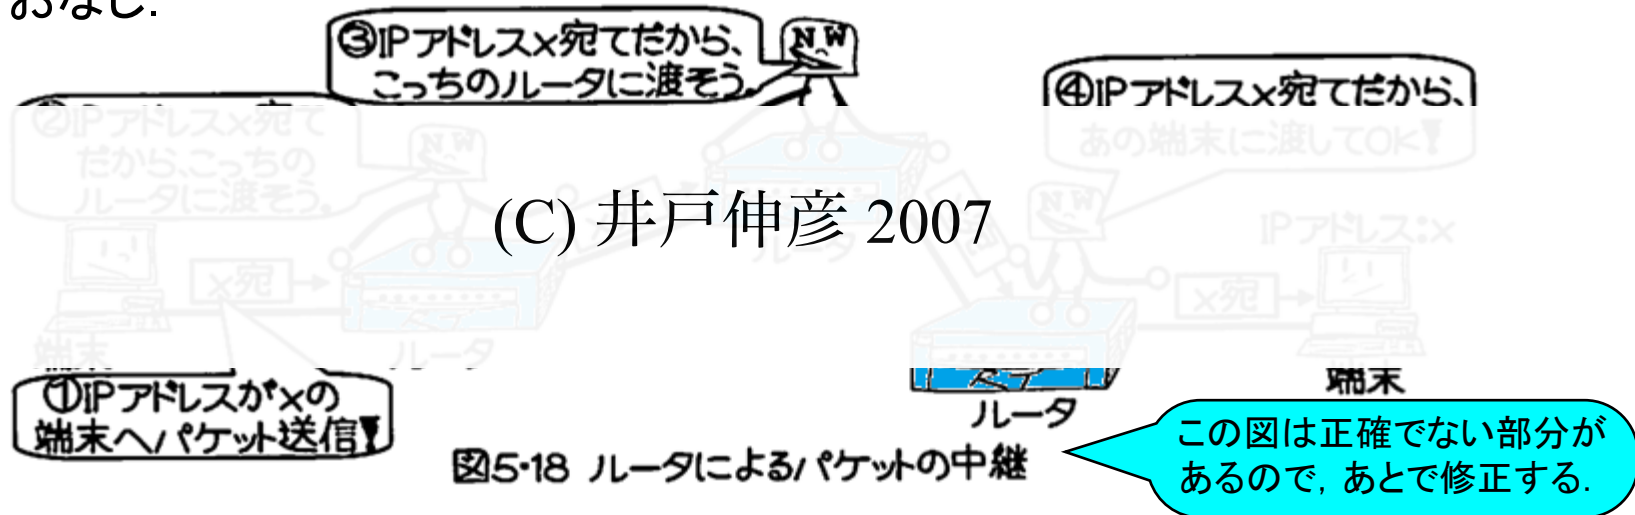 おなじ.
③IPアドレスx宛てだから、
こっちのルータに渡そう。
NW
④IPアドレスx宛てだから、
あの端末に渡してOK!
②IPアドレスx宛て
だから、こっちの
ルータに渡そう。
NW
NW
(C) 井戸伸彦 2007
ルータ
IPアドレス:x
x宛
x宛
端末
ルータ
端末
①IPアドレスがxの
端末へパケット送信!
ルータ
図5・18 ルータによるパケットの中継
この図は正確でない部分が
あるので, あとで修正する.